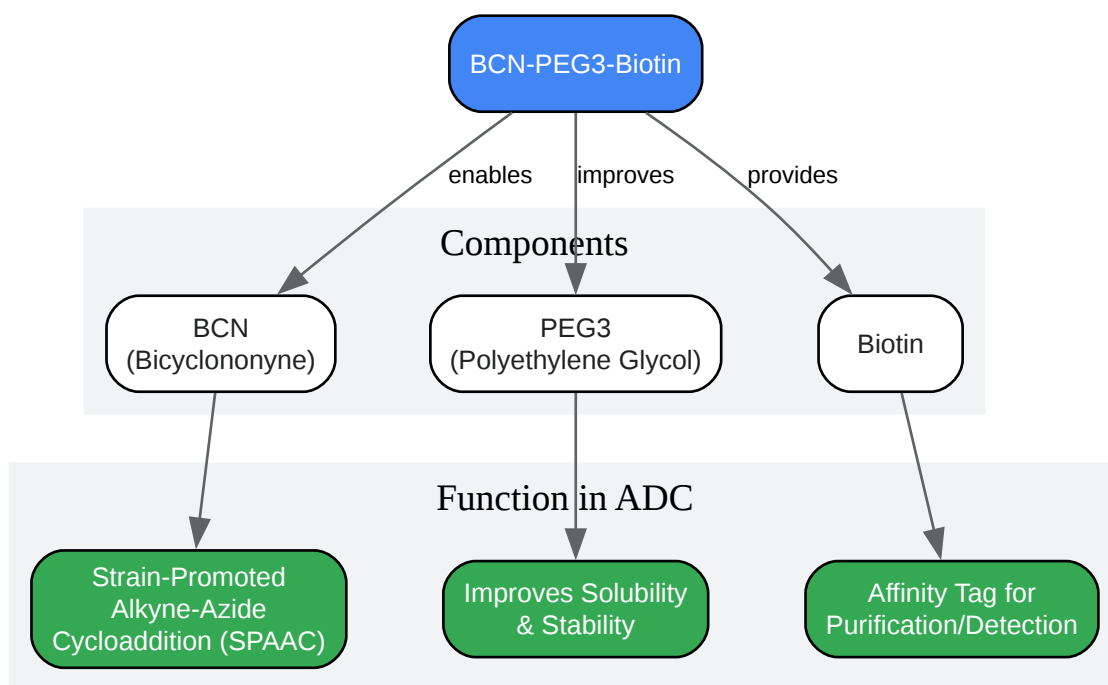 BCN-PEG3-Biotin
enables
improves
provides
Components
BCN
(Bicyclononyne)
PEG3
(Polyethylene Glycol)
Biotin
Function in ADC
Strain-Promoted
Alkyne-Azide
Cycloaddition (SPAAC)
Improves Solubility
& Stability
Affinity Tag for
Purification/Detection